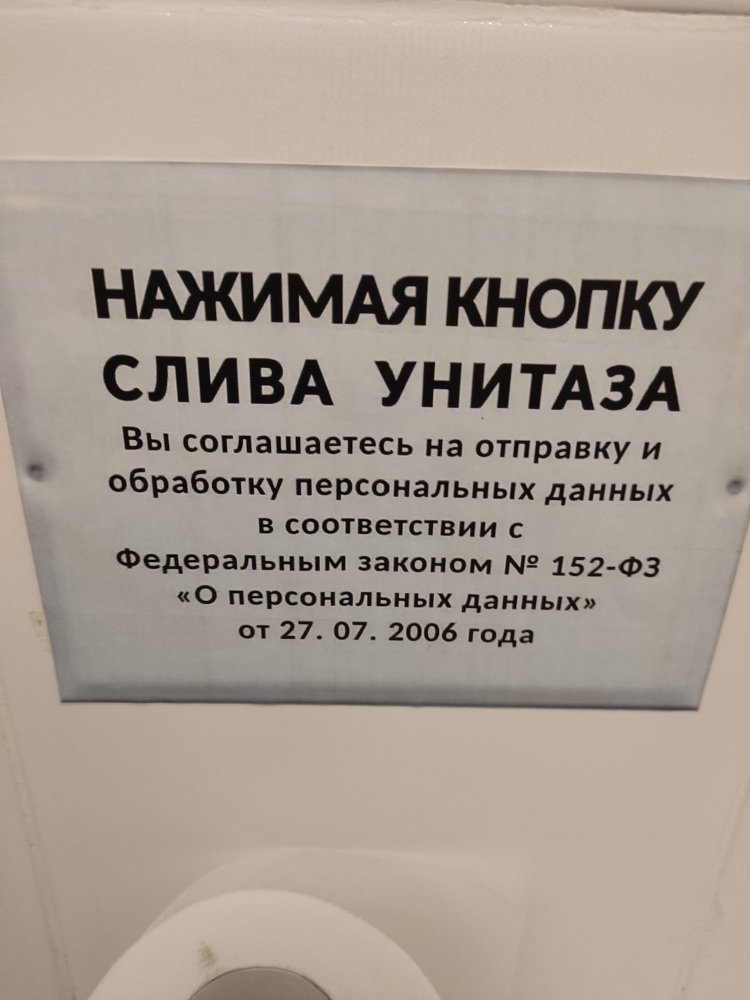 НАЖИМАЯ КНОПКУ
СЛИВА УНИТАЗА
Вы соглашаетесь на отправку и
обработку персональных данных
в соответствии с
Федеральным законом № 152-ФЗ
«О персональных данных»
от 27. 07. 2006 года